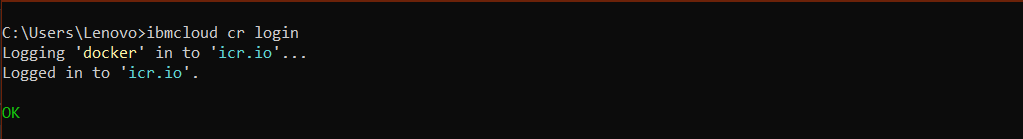 C:\Users\Lenovo>ibmcloud cr login
Logging 'docker' in to 'icr.io'...
Logged in to 'icr.io'.
OK